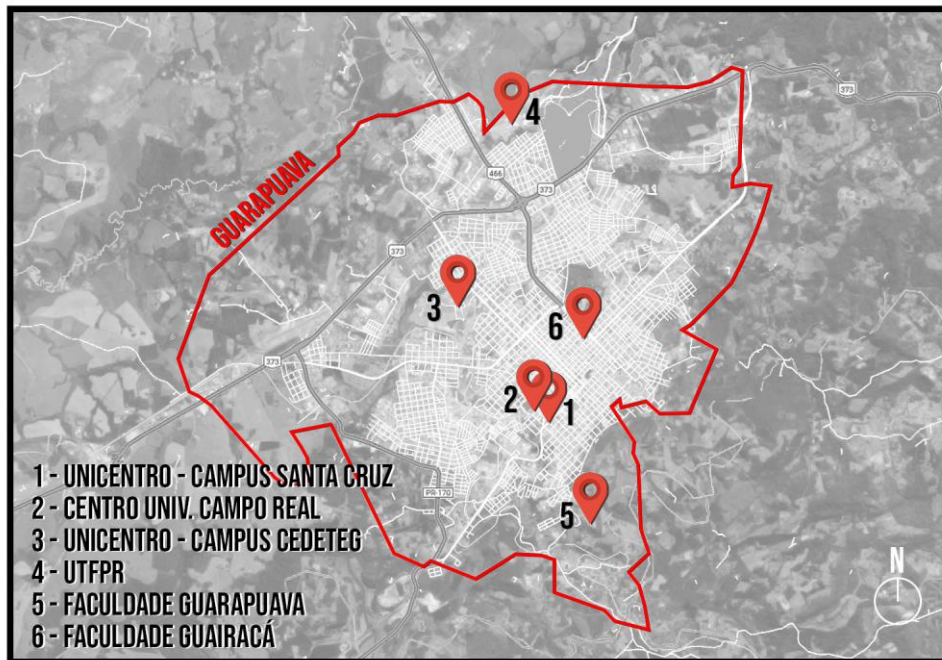 4
373
466
373
GUARAPUAVA
373
3
6
373
2
1
1 - UNICENTRO - CAMPUS SANTA CRUZ
PR-170
2 - CENTRO UNIV. CAMPO REAL
5
3 - UNICENTRO - CAMPUS CEDETEG
N
4 - UTFPR
5 - FACULDADE GUARAPUAVA
6 - FACULDADE GUAIRACÁ